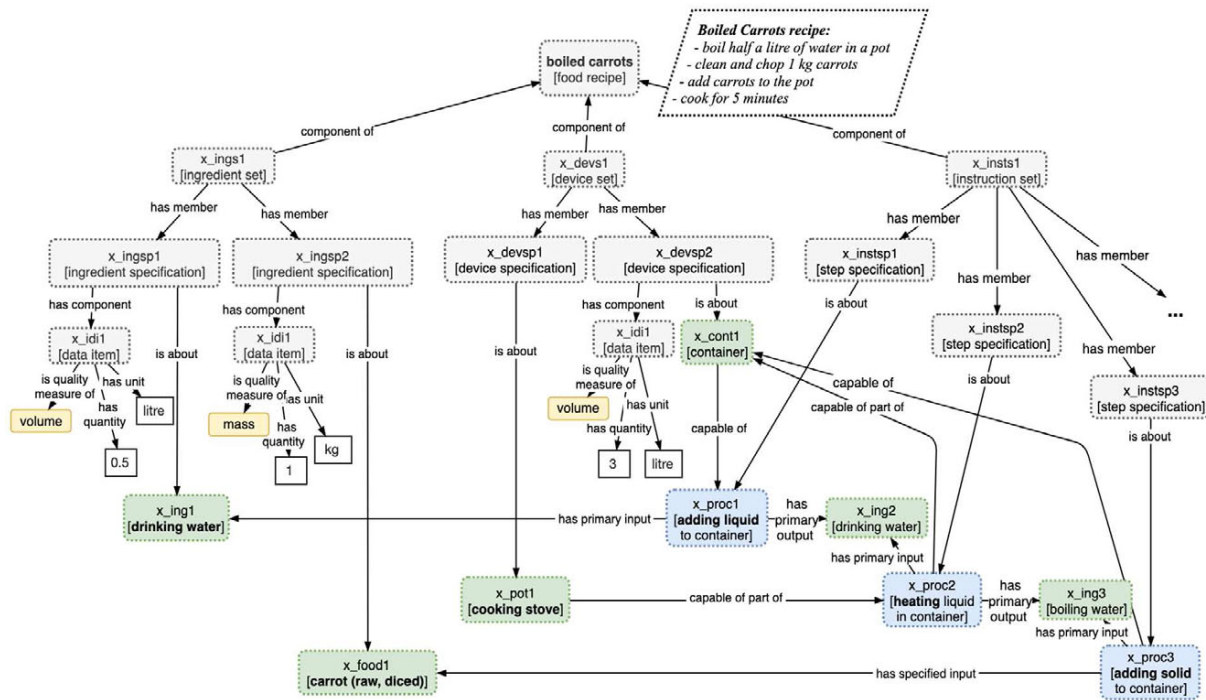 Boiled Carrots recipe:
- boil half a litre of water in a pot
- clean and chop 1 kg carrots
- add carrots to the pot
- cook for 5 minutes
boiled carrots
[food recipe]
component of
component of
component of
x_ings1
[ingredient set]
x_devs1
[device set]
x_insts1
[instruction set]
has member
has member
has member
has member
has member
has member
has member
has member
x_ingsp1
[ingredient specification]
x_ingsp2
[ingredient specification]
x_devsp1
[device specification]
x_devsp2
[device specification]
x_instsp1
[step specification]
x_instsp2
[step specification]
x_instsp3
[step specification]
...
has component
is about
has component
is about
is about
has component
is about
is about
is about
is about
x_idi1
[data item]
x_idi1
[data item]
x_idi1
[data item]
x_cont1
[container]
is quality
measure of
has
quantity
has unit
is quality
measure of
has
quantity
has unit
is quality
measure of
has quantity
has unit
capable of
capable of part of
capable of
volume
litre
0.5
mass
kg
1
volume
3
litre
x_ing1
[drinking water]
has primary input
x_proc1
[adding liquid
to container]
has
primary
output
x_ing2
[drinking water]
has primary input
x_pot1
[cooking stove]
capable of part of
x_proc2
[heating liquid
in container]
has
primary
output
x_ing3
[boiling water]
has primary input
x_food1
[carrot (raw, diced)]
has specified input
x_proc3
[adding solid
to container]